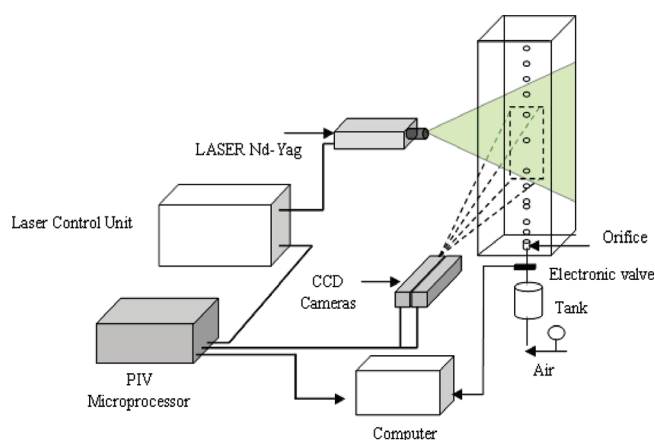 LASER Nd-Yag
Laser Control Unit
Orifice
CCD
Cameras
Electronic valve
Tank
PIV
Microprocessor
Air
Computer